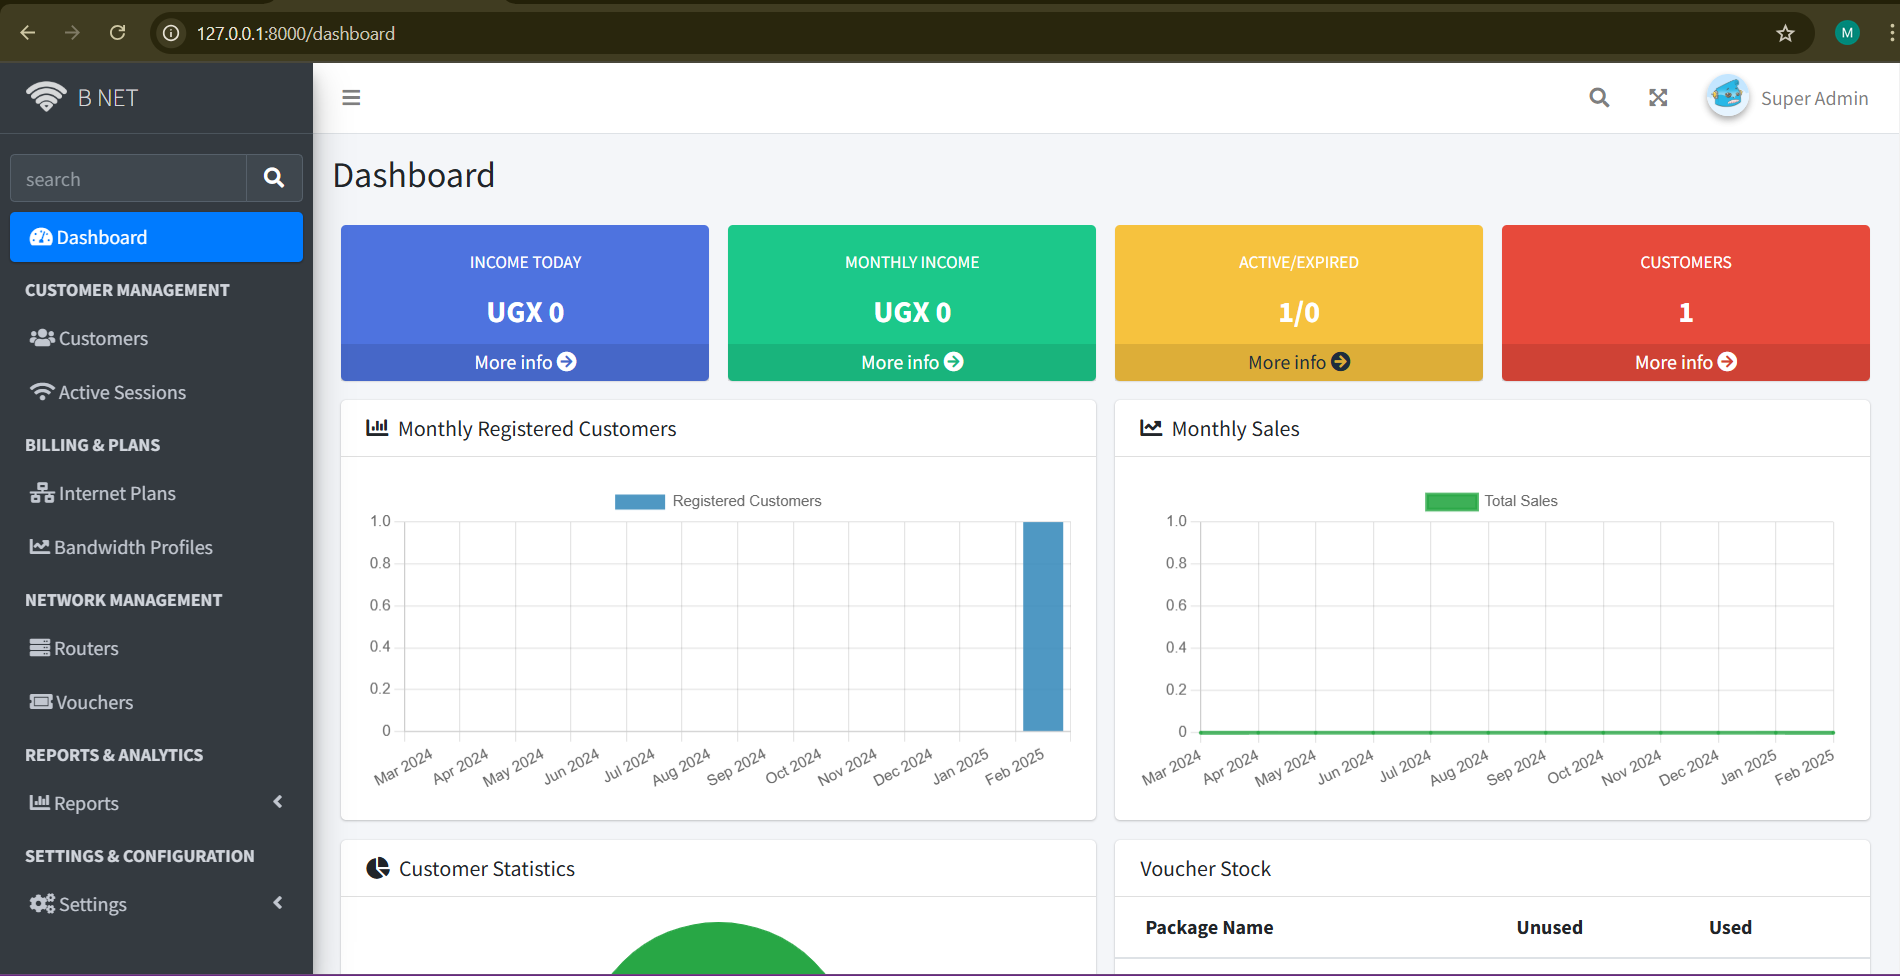 127.0.0.1:8000/dashboard
M
B NET
Super Admin
search
Dashboard
CUSTOMER MANAGEMENT
Customers
Active Sessions
BILLING & PLANS
Internet Plans
Bandwidth Profiles
NETWORK MANAGEMENT
Routers
Vouchers
REPORTS & ANALYTICS
Reports
SETTINGS & CONFIGURATION
Settings
Dashboard
INCOME TODAY
UGX 0
More info
MONTHLY INCOME
UGX 0
More info
ACTIVE/EXPIRED
1/0
More info
CUSTOMERS
1
More info
Monthly Registered Customers
Registered Customers
1.0
0.8
0.6
0.4
0.2
0
Mar 2024
Apr 2024
May 2024
Jun 2024
Jul 2024
Aug 2024
Sep 2024
Oct 2024
Nov 2024
Dec 2024
Jan 2025
Feb 2025
Monthly Sales
Total Sales
1.0
0.8
0.6
0.4
0.2
0
Mar 2024
Apr 2024
May 2024
Jun 2024
Jul 2024
Aug 2024
Sep 2024
Oct 2024
Nov 2024
Dec 2024
Jan 2025
Feb 2025
Customer Statistics
Voucher Stock
Package Name Unused Used